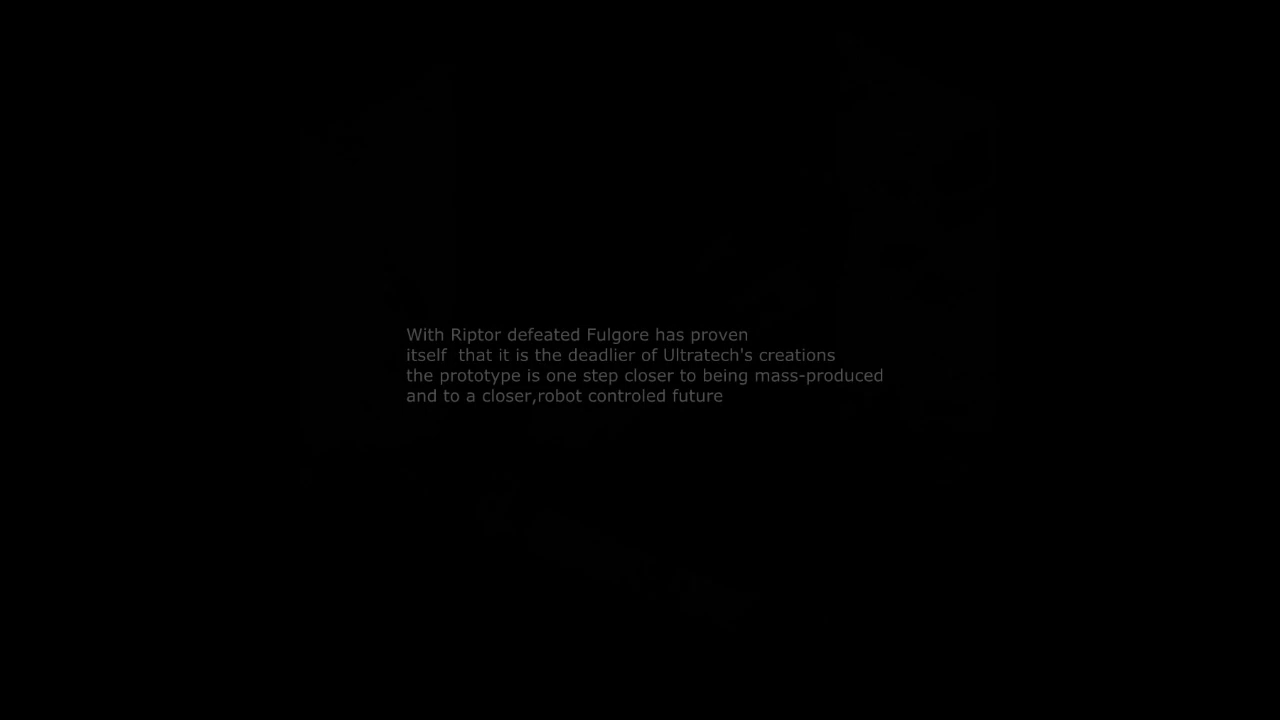 With Riptor defeated Fulgore has proven
itself  that it is the deadlier of Ultratech's creations
the prototype is one step closer to being mass-produced
and to a closer,robot controled future